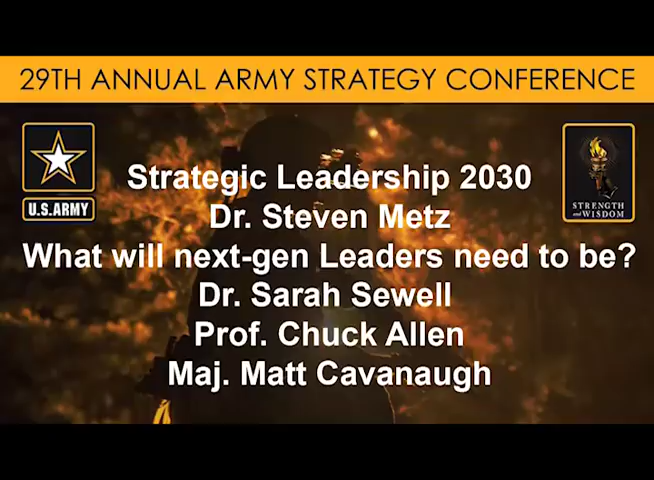 29TH ANNUAL ARMY STRATEGY CONFERENCE
U.S.ARMY
STRENGTH
and WISDOM
Strategic Leadership 2030
Dr. Steven Metz
What will next-gen Leaders need to be?
Dr. Sarah Sewell
Prof. Chuck Allen
Maj. Matt Cavanaugh